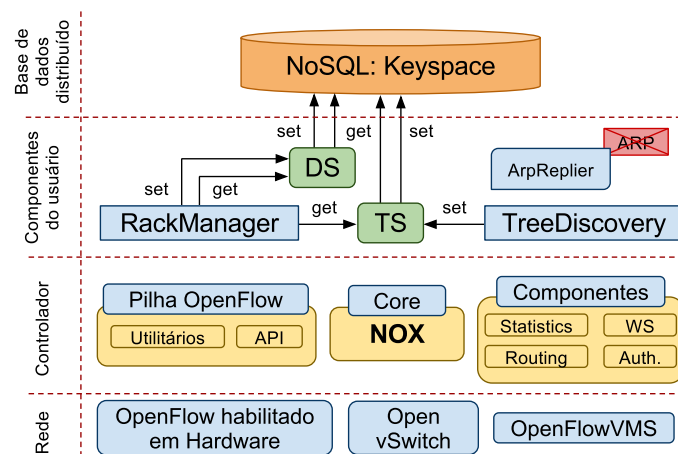 Base de
dados
distribuído
NoSQL: Keyspace
set
get
set
Componentes
do usuário
DS
ARP
ArpReplier
set
get
RackManager
get
TS
set
TreeDiscovery
Controlador
Pilha OpenFlow
Utilitários
API
Core
NOX
Componentes
Statistics
WS
Routing
Auth.
Rede
OpenFlow habilitado
em Hardware
Open
vSwitch
OpenFlowVMS